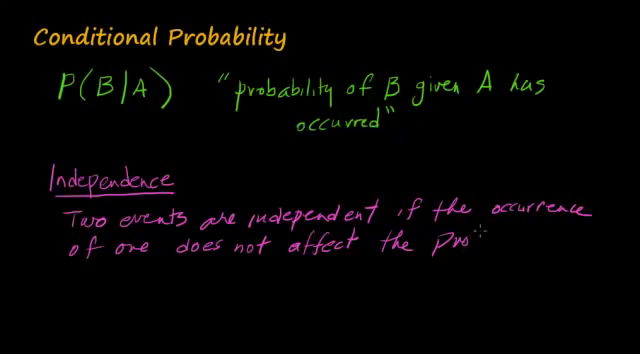 Conditional Probability
P(B|A) "probability of B given A has
occurred"
Independence
Two events are independent if the occurrence
of one does not affect the pro